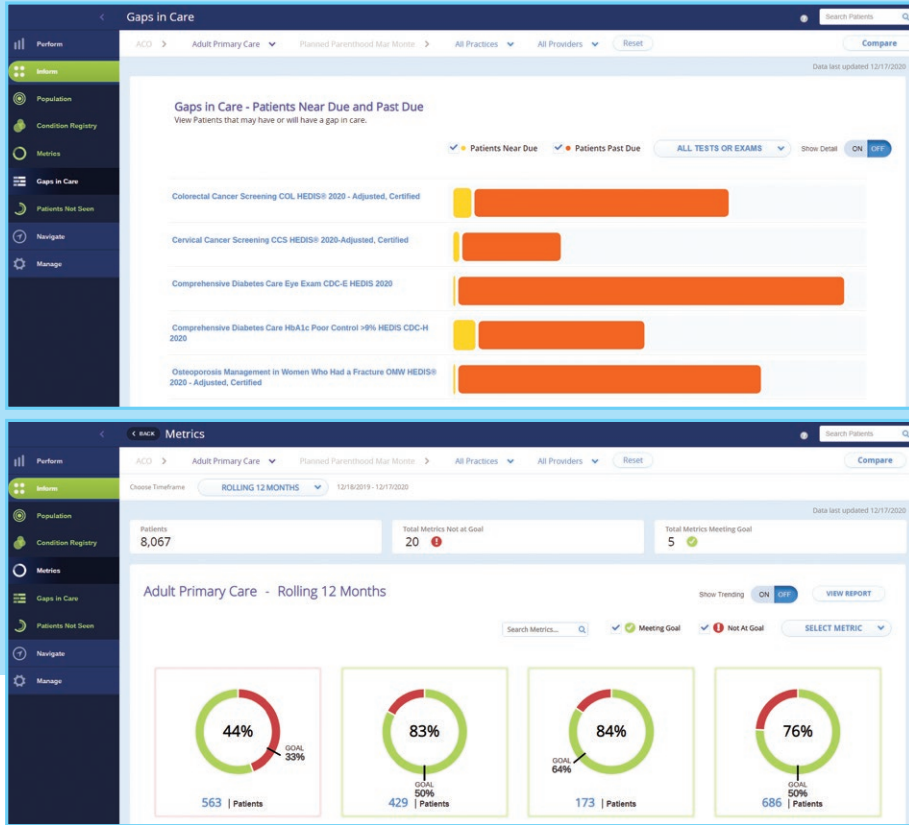 Gaps in Care
Search Patients
Perform
Inform
Population
Condition Registry
Metrics
Gaps in Care
Patients Not Seen
Navigate
Manage
ACO > Adult Primary Care Planned Parenthood Mar Monte > All Practices All Providers Reset Compare
Data last updated 12/17/2020
Gaps in Care - Patients Near Due and Past Due
View Patients that may have or will have a gap in care.
Patients Near Due Patients Past Due ALL TESTS OR EXAMS Show Detail ON OFF
Colorectal Cancer Screening COL HEDIS® 2020 - Adjusted, Certified
Cervical Cancer Screening CCS HEDIS® 2020-Adjusted, Certified
Comprehensive Diabetes Care Eye Exam CDC-E HEDIS 2020
Comprehensive Diabetes Care HbA1c Poor Control >9% HEDIS CDC-H
2020
Osteoporosis Management in Women Who Had a Fracture OMW HEDIS®
2020 - Adjusted, Certified
< BACK Metrics
Search Patients
Perform
Inform
Population
Condition Registry
Metrics
Gaps in Care
Patients Not Seen
Navigate
Manage
ACO > Adult Primary Care Planned Parenthood Mar Monte > All Practices All Providers Reset Compare
Choose Timeframe ROLLING 12 MONTHS 12/18/2019 - 12/17/2020
Data last updated 12/17/2020
Patients
8,067
Total Metrics Not at Goal
20
Total Metrics Meeting Goal
5
Adult Primary Care - Rolling 12 Months
Show Trending ON OFF VIEW REPORT
Search Metrics... Meeting Goal Not At Goal SELECT METRIC
44%
GOAL
33%
563 | Patients
83%
GOAL
50%
429 | Patients
84%
GOAL
64%
173 | Patients
76%
GOAL
50%
686 | Patients